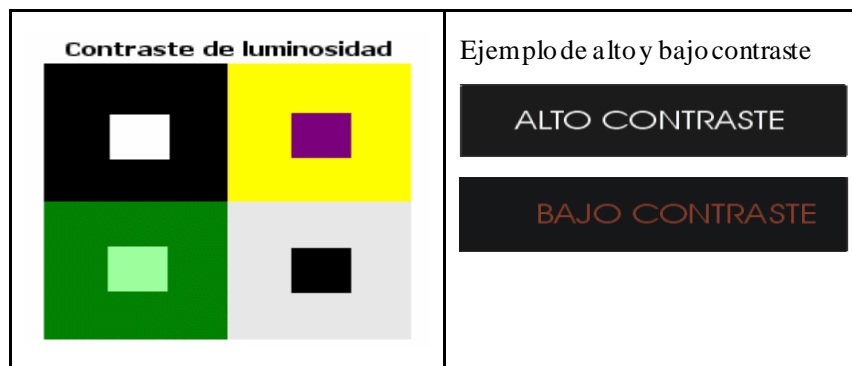 Contraste de luminosidad
Ejemplo de alto y bajo contraste
ALTO CONTRASTE
BAJO CONTRASTE